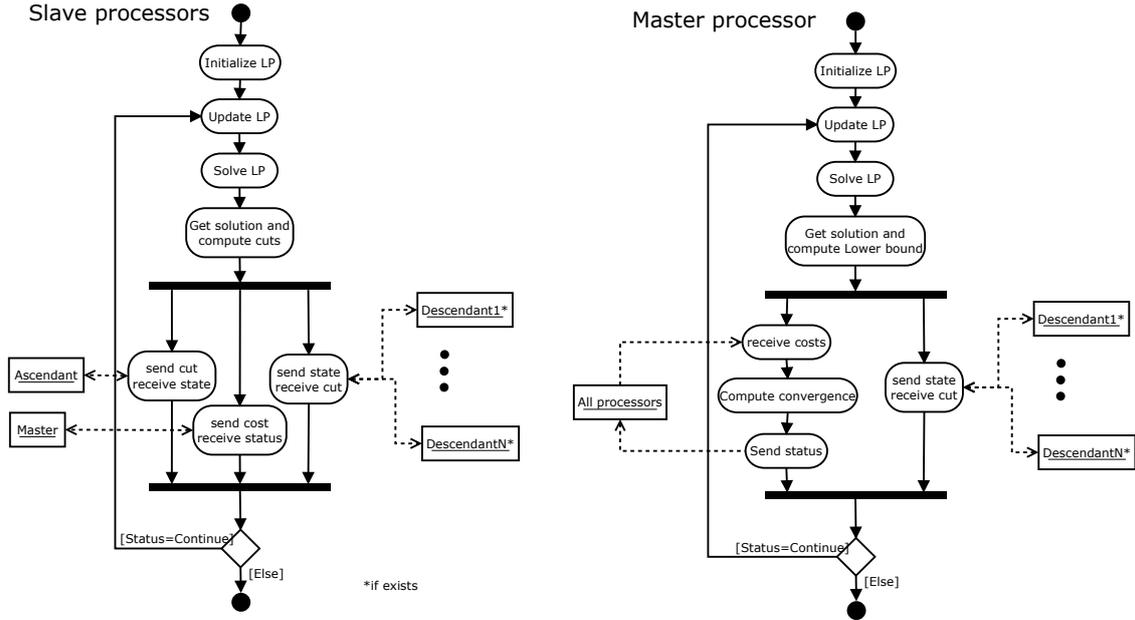 Slave processors
Initialize LP
Update LP
Solve LP
Get solution and
compute cuts
Descendant1*
Ascendant
send cut
receive state
send state
receive cut
Master
send cost
receive status
DescendantN*
[Status=Continue]
[Else]
*if exists
Master processor
Initialize LP
Update LP
Solve LP
Get solution and
compute Lower bound
Descendant1*
receive costs
All processors
Compute convergence
send state
receive cut
Send status
DescendantN*
[Status=Continue]
[Else]